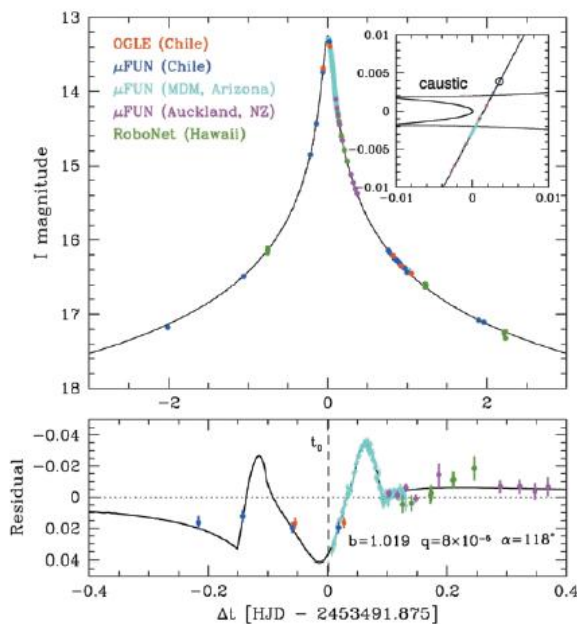 13
14
15
16
17
18
I magnitude
OGLE (Chile)
μFUN (Chile)
μFUN (MDM, Arizona)
μFUN (Auckland, NZ)
RoboNet (Hawaii)
0.01
0.005
0
−0.005
−0.01
caustic
−0.01 0 0.01
−2 0 2
−0.04
−0.02
0
0.02
0.04
Residual
t₀
b=1.019 q=8×10⁻⁵ α=118°
−0.4 −0.2 0 0.2 0.4
Δt [HJD − 2453491.875]